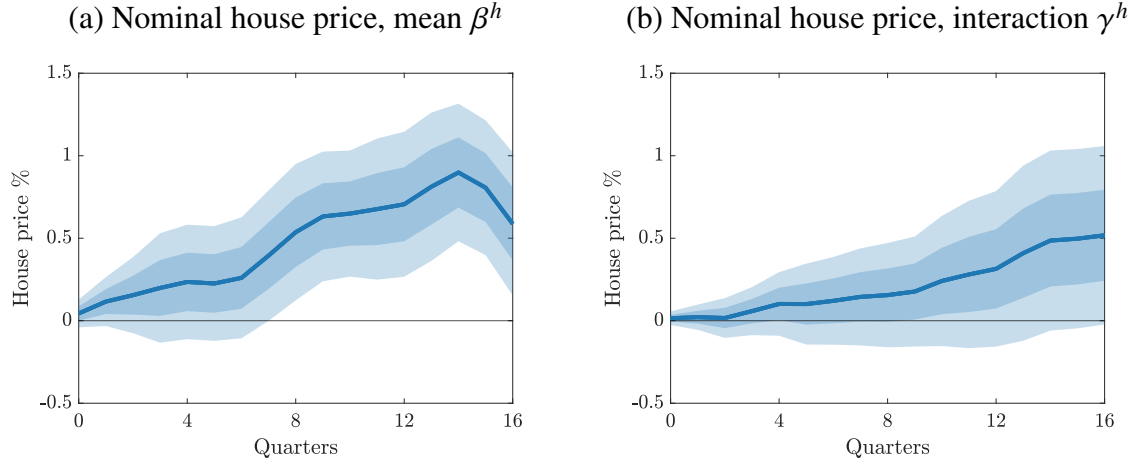 (a) Nominal house price, mean β^h
1.5
1
0.5
0
-0.5
House price %
0 4 8 12 16
Quarters
(b) Nominal house price, interaction γ^h
1.5
1
0.5
0
-0.5
House price %
0 4 8 12 16
Quarters